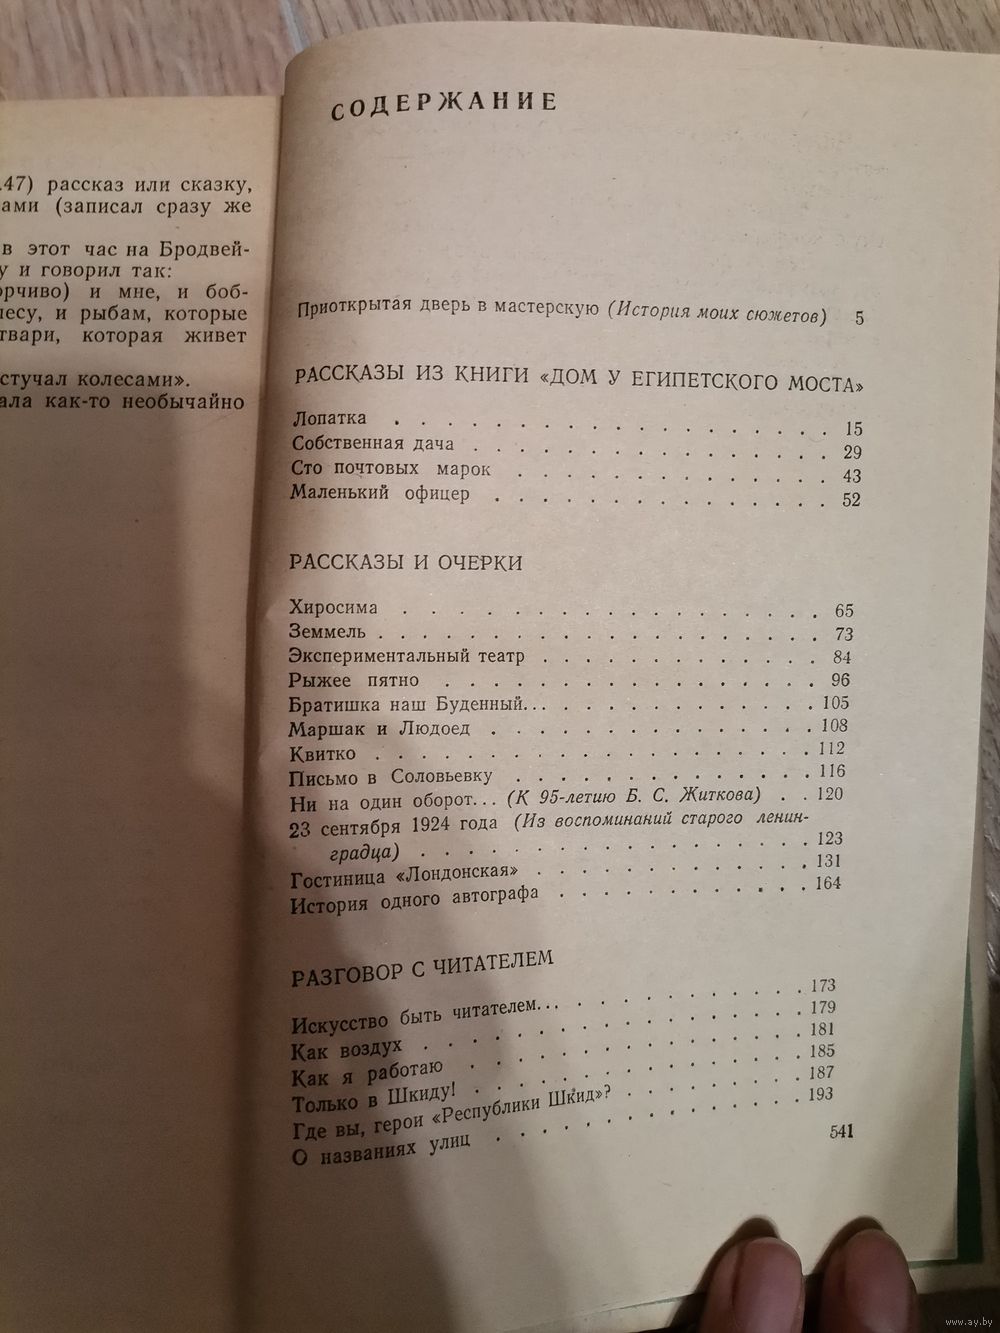 .47) рассказ или сказку,
ами (записал сразу же
в этот час на Бродвей-
у и говорил так:
орчиво) и мне, и боб-
лесу, и рыбам, которые
твари, которая живет
стучал колесами».
ала как-то необычайно
СОДЕРЖАНИЕ
Приоткрытая дверь в мастерскую (История моих сюжетов) 5
РАССКАЗЫ ИЗ КНИГИ «ДОМ У ЕГИПЕТСКОГО МОСТА»
Лопатка . . . . . . . . . . . . . . . . . . 15
Собственная дача . . . . . . . . . . . . . . . 29
Сто почтовых марок . . . . . . . . . . . . . 43
Маленький офицер . . . . . . . . . . . . . . 52
РАССКАЗЫ И ОЧЕРКИ
Хиросима . . . . . . . . . . . . . . . 65
Земмель . . . . . . . . . . . . . . . . 73
Экспериментальный театр . . . . . . . . . . . 84
Рыжее пятно . . . . . . . . . . . . . . 96
Братишка наш Буденный... . . . . . . . . . . . 105
Маршак и Людоед . . . . . . . . . . . . 108
Квитко . . . . . . . . . . . . . . . . 112
Письмо в Соловьевку . . . . . . . . . . . 116
Ни на один оборот... (К 95-летию Б. С. Житкова) . . 120
23 сентября 1924 года (Из воспоминаний старого ленин-
градца) . . . . . . . . . . . . . . 123
Гостиница «Лондонская» . . . . . . . . . . 131
История одного автографа . . . . . . . . . 164
РАЗГОВОР С ЧИТАТЕЛЕМ
Искусство быть читателем... . . . . . . . . . 173
Как воздух . . . . . . . . . . . . . . 179
Как я работаю . . . . . . . . . . . . 181
Только в Шкиду! . . . . . . . . . . . . 185
Где вы, герои «Республики Шкид»? . . . . . . . 187
О названиях улиц . . . . . . . . . . . . 193
541
www.ay.by